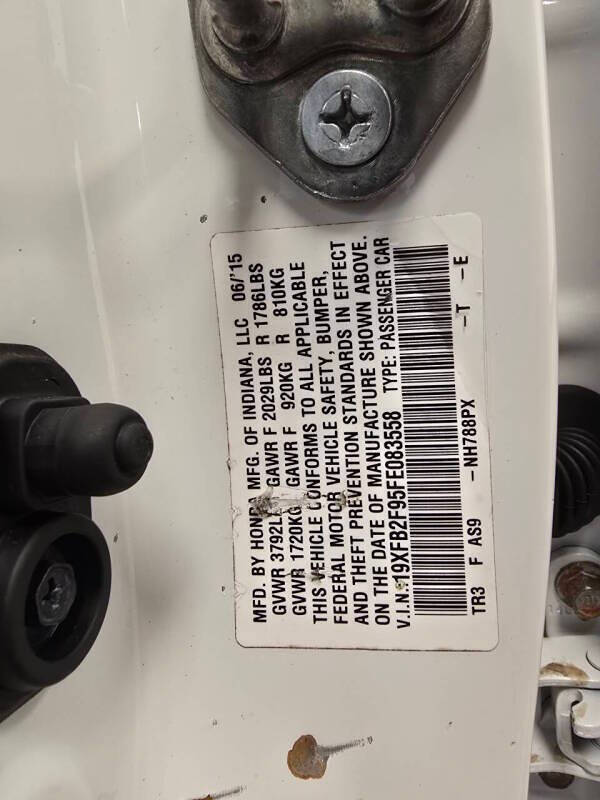 MFD. BY HONDA MFG. OF INDIANA, LLC 06/'15
GVWR 3792LBS GAWR F 2029LBS R 1786LBS
GVWR 1720KG GAWR F 920KG R 810KG
THIS VEHICLE CONFORMS TO ALL APPLICABLE
FEDERAL MOTOR VEHICLE SAFETY, BUMPER,
AND THEFT PREVENTION STANDARDS IN EFFECT
ON THE DATE OF MANUFACTURE SHOWN ABOVE.
V.I.N.: 19XFB2F95FE083558 TYPE: PASSENGER CAR
TR3 F AS9 -NH788PX -T -E